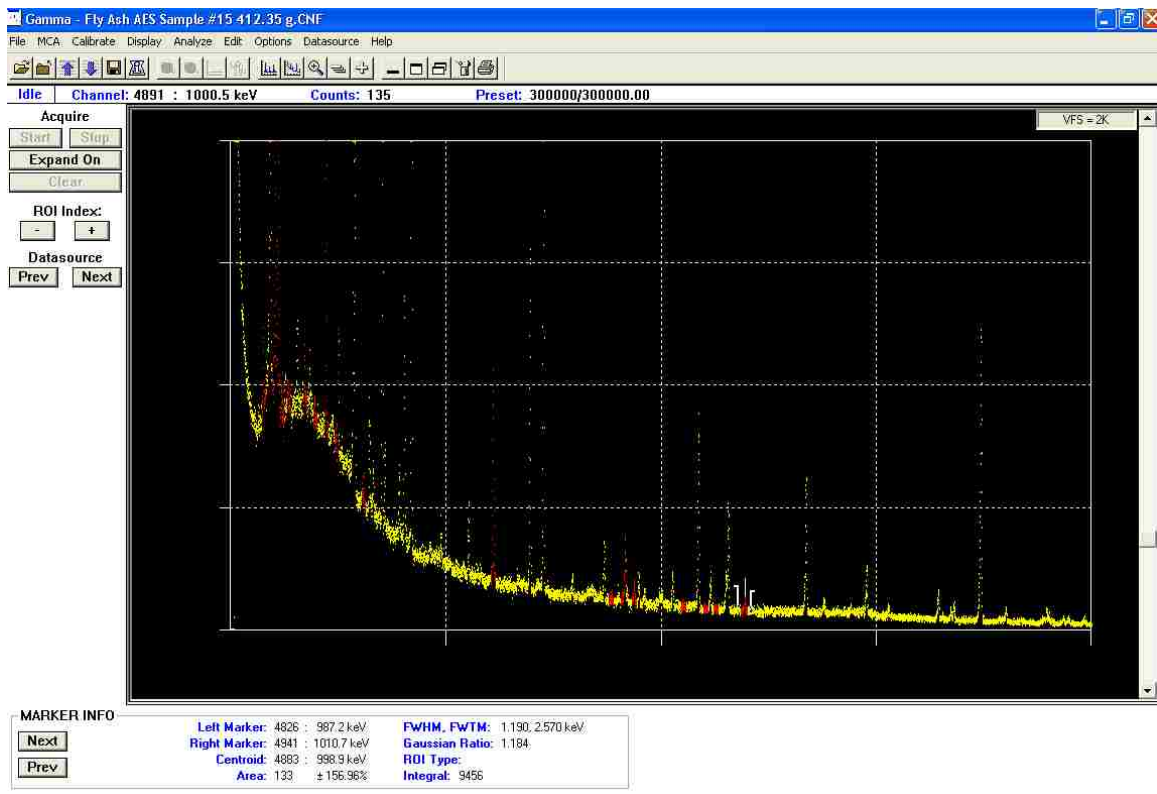 Gamma - Fly Ash AES Sample #15 412.35 g.CNF
File MCA Calibrate Display Analyze Edit Options Datasource Help
Idle Channel: 4891 : 1000.5 keV Counts: 135 Preset: 300000/300000.00
Acquire
VFS = 2K
Start Stop
Expand On
Clear
ROI Index:
- +
Datasource
Prev Next
MARKER INFO
Next
Prev
Left Marker: 4826 : 987.2 keV FWHM, FWTM: 1.190, 2.570 keV
Right Marker: 4941 : 1010.7 keV Gaussian Ratio: 1.184
Centroid: 4883 : 998.9 keV ROI Type:
Area: 133 ± 156.96% Integral: 9456